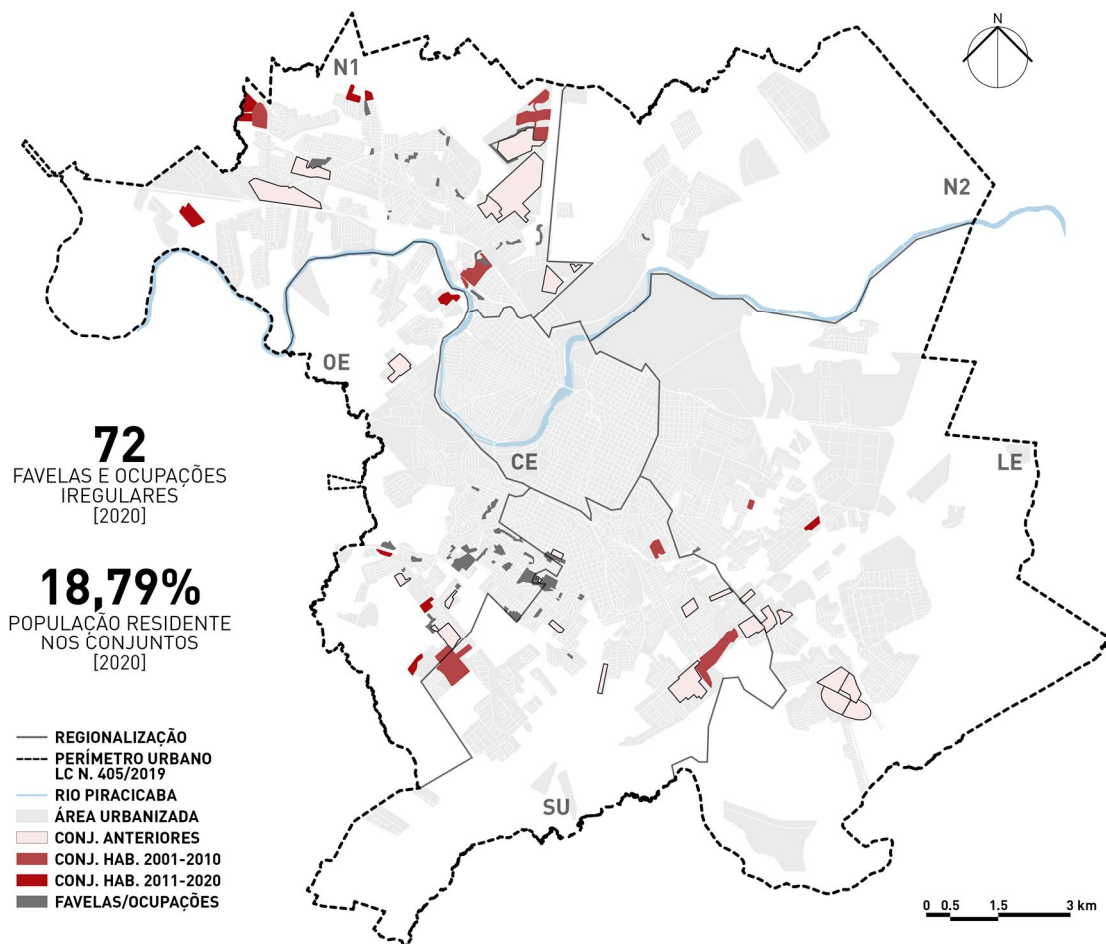 N
N1
N2
OE
CE
LE
SU
72
FAVELAS E OCUPAÇÕES
IREGULARES
[2020]
18,79%
POPULAÇÃO RESIDENTE
NOS CONJUNTOS
[2020]
REGIONALIZAÇÃO
PERÍMETRO URBANO
LC N. 405/2019
RIO PIRACICABA
ÁREA URBANIZADA
CONJ. ANTERIORES
CONJ. HAB. 2001-2010
CONJ. HAB. 2011-2020
FAVELAS/OCUPAÇÕES
0 0.5 1.5 3 km